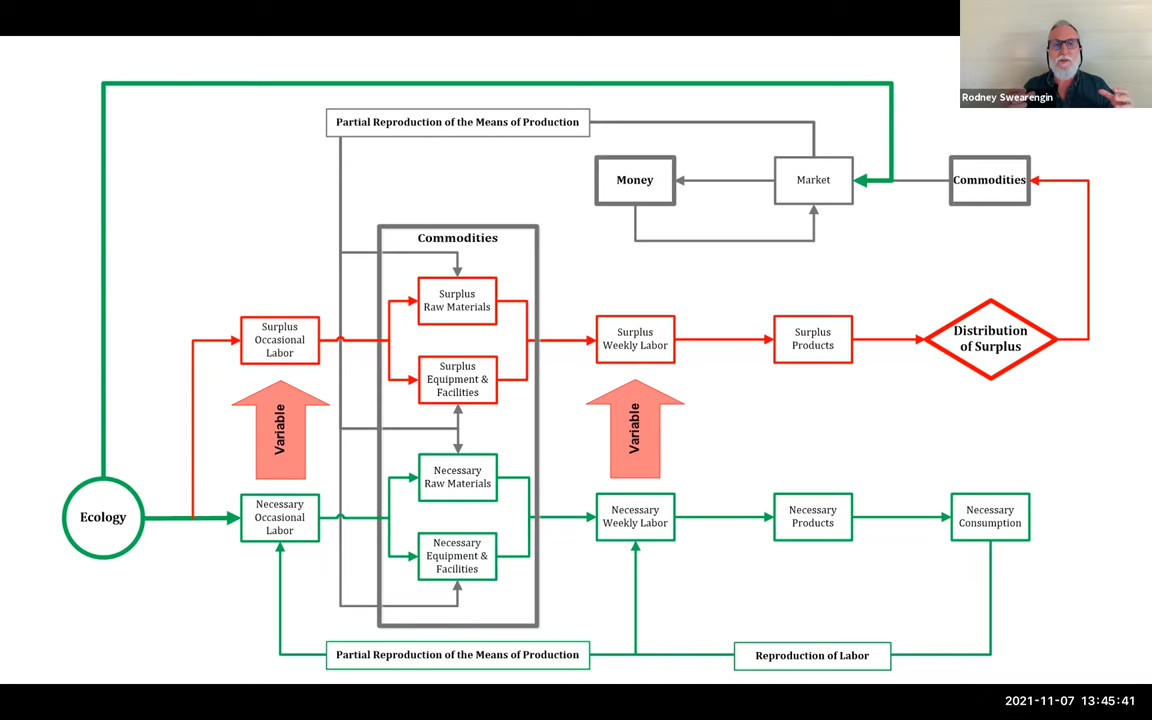 Rodney Swearengin
Partial Reproduction of the Means of Production
Money
Market
Commodities
Commodities
Surplus
Raw Materials
Surplus
Occasional
Labor
Surplus
Equipment &
Facilities
Surplus
Weekly Labor
Surplus
Products
Distribution
of Surplus
Variable
Variable
Ecology
Necessary
Occasional
Labor
Necessary
Raw Materials
Necessary
Equipment &
Facilities
Necessary
Weekly Labor
Necessary
Products
Necessary
Consumption
Partial Reproduction of the Means of Production
Reproduction of Labor
2021-11-07 13:45:41